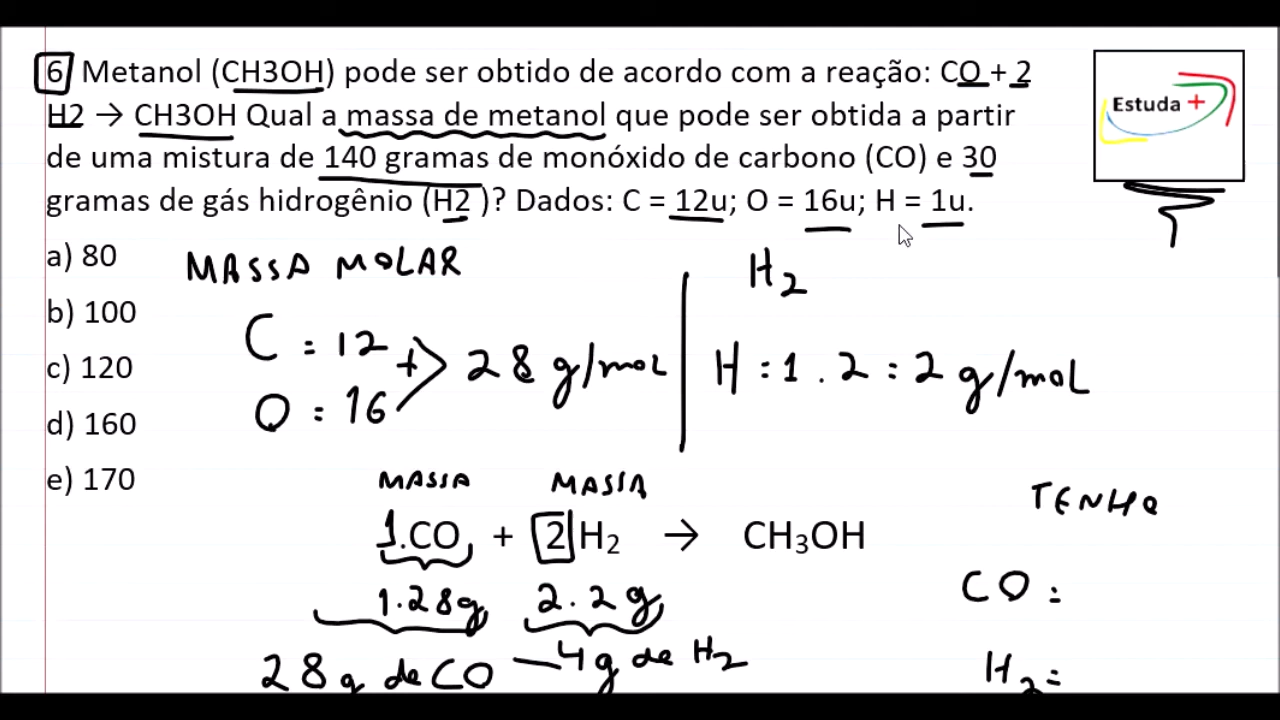 6) Metanol (CH3OH) pode ser obtido de acordo com a reação: CO + 2
H2 → CH3OH Qual a massa de metanol que pode ser obtida a partir
de uma mistura de 140 gramas de monóxido de carbono (CO) e 30
gramas de gás hidrogênio (H2 )? Dados: C = 12u; O = 16u; H = 1u.
Estuda +
a) 80
b) 100
c) 120
d) 160
e) 170
MASSA MOLAR
C = 12
O = 16
+ 28 g/mol
H2
H = 1 . 2 = 2 g/mol
MASSA MASSA
1.CO + 2 H₂ → CH₃OH
1.28g 2.2g
28g de CO — 4g de H2
TENHO
CO =
H2 =